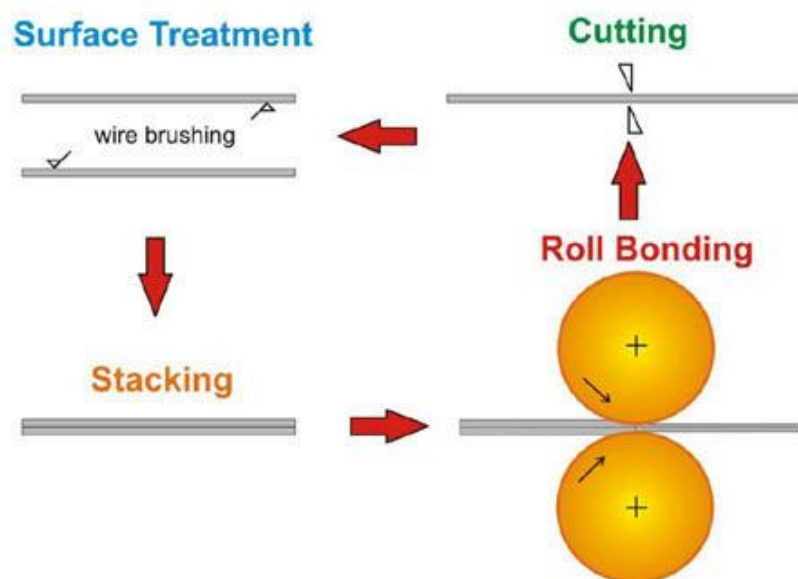 Surface Treatment
Cutting
wire brushing
Roll Bonding
Stacking